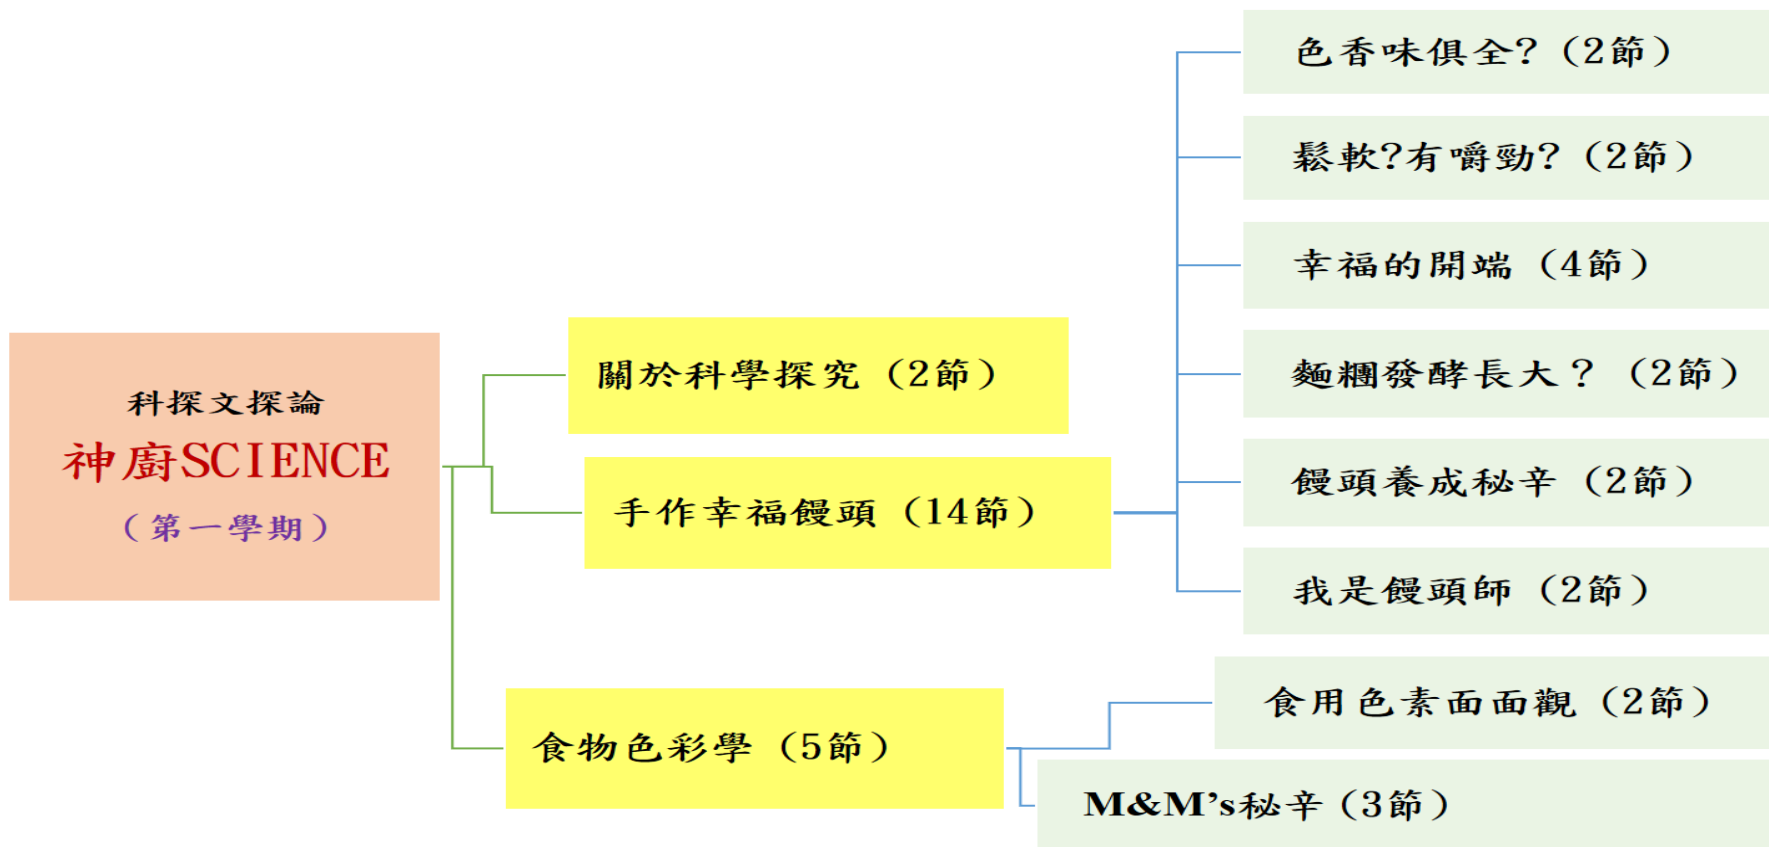 科探文探論
神廚SCIENCE
（第一學期）
關於科學探究（2節）
手作幸福饅頭（14節）
色香味俱全?（2節）
鬆軟?有嚼勁?（2節）
幸福的開端（4節）
麵糰發酵長大？（2節）
饅頭養成秘辛（2節）
我是饅頭師（2節）
食物色彩學（5節）
食用色素面面觀（2節）
M&M’s秘辛（3節）